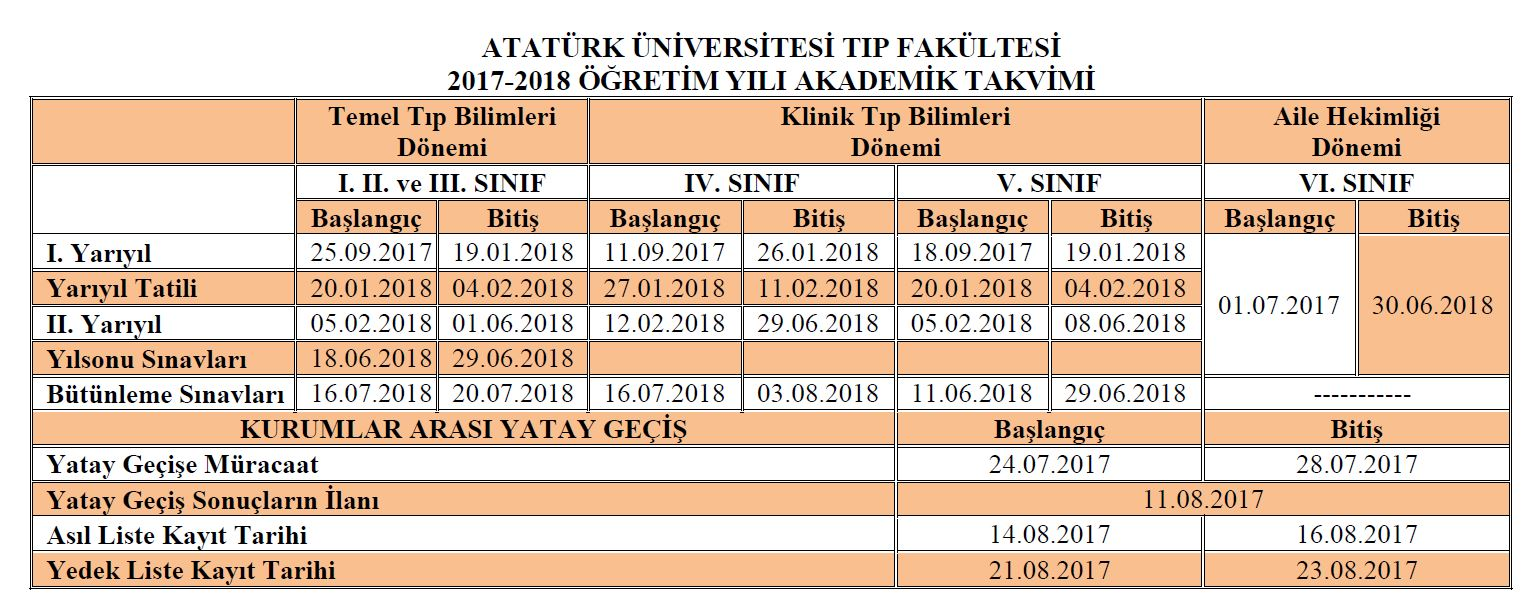 ATATÜRK ÜNİVERSİTESİ TIP FAKÜLTESİ
2017-2018 ÖĞRETİM YILI AKADEMİK TAKVİMİ
Temel Tıp Bilimleri Dönemi Klinik Tıp Bilimleri Dönemi Aile Hekimliği Dönemi
I. II. ve III. SINIF IV. SINIF V. SINIF VI. SINIF
Başlangıç Bitiş Başlangıç Bitiş Başlangıç Bitiş Başlangıç Bitiş
I. Yarıyıl 25.09.2017 19.01.2018 11.09.2017 26.01.2018 18.09.2017 19.01.2018
Yarıyıl Tatili 20.01.2018 04.02.2018 27.01.2018 11.02.2018 20.01.2018 04.02.2018
01.07.2017 30.06.2018
II. Yarıyıl 05.02.2018 01.06.2018 12.02.2018 29.06.2018 05.02.2018 08.06.2018
Yılsonu Sınavları 18.06.2018 29.06.2018
Bütünleme Sınavları 16.07.2018 20.07.2018 16.07.2018 03.08.2018 11.06.2018 29.06.2018 -----------
KURUMLAR ARASI YATAY GEÇİŞ Başlangıç Bitiş
Yatay Geçişe Müracaat 24.07.2017 28.07.2017
Yatay Geçiş Sonuçların İlanı 11.08.2017
Asıl Liste Kayıt Tarihi 14.08.2017 16.08.2017
Yedek Liste Kayıt Tarihi 21.08.2017 23.08.2017